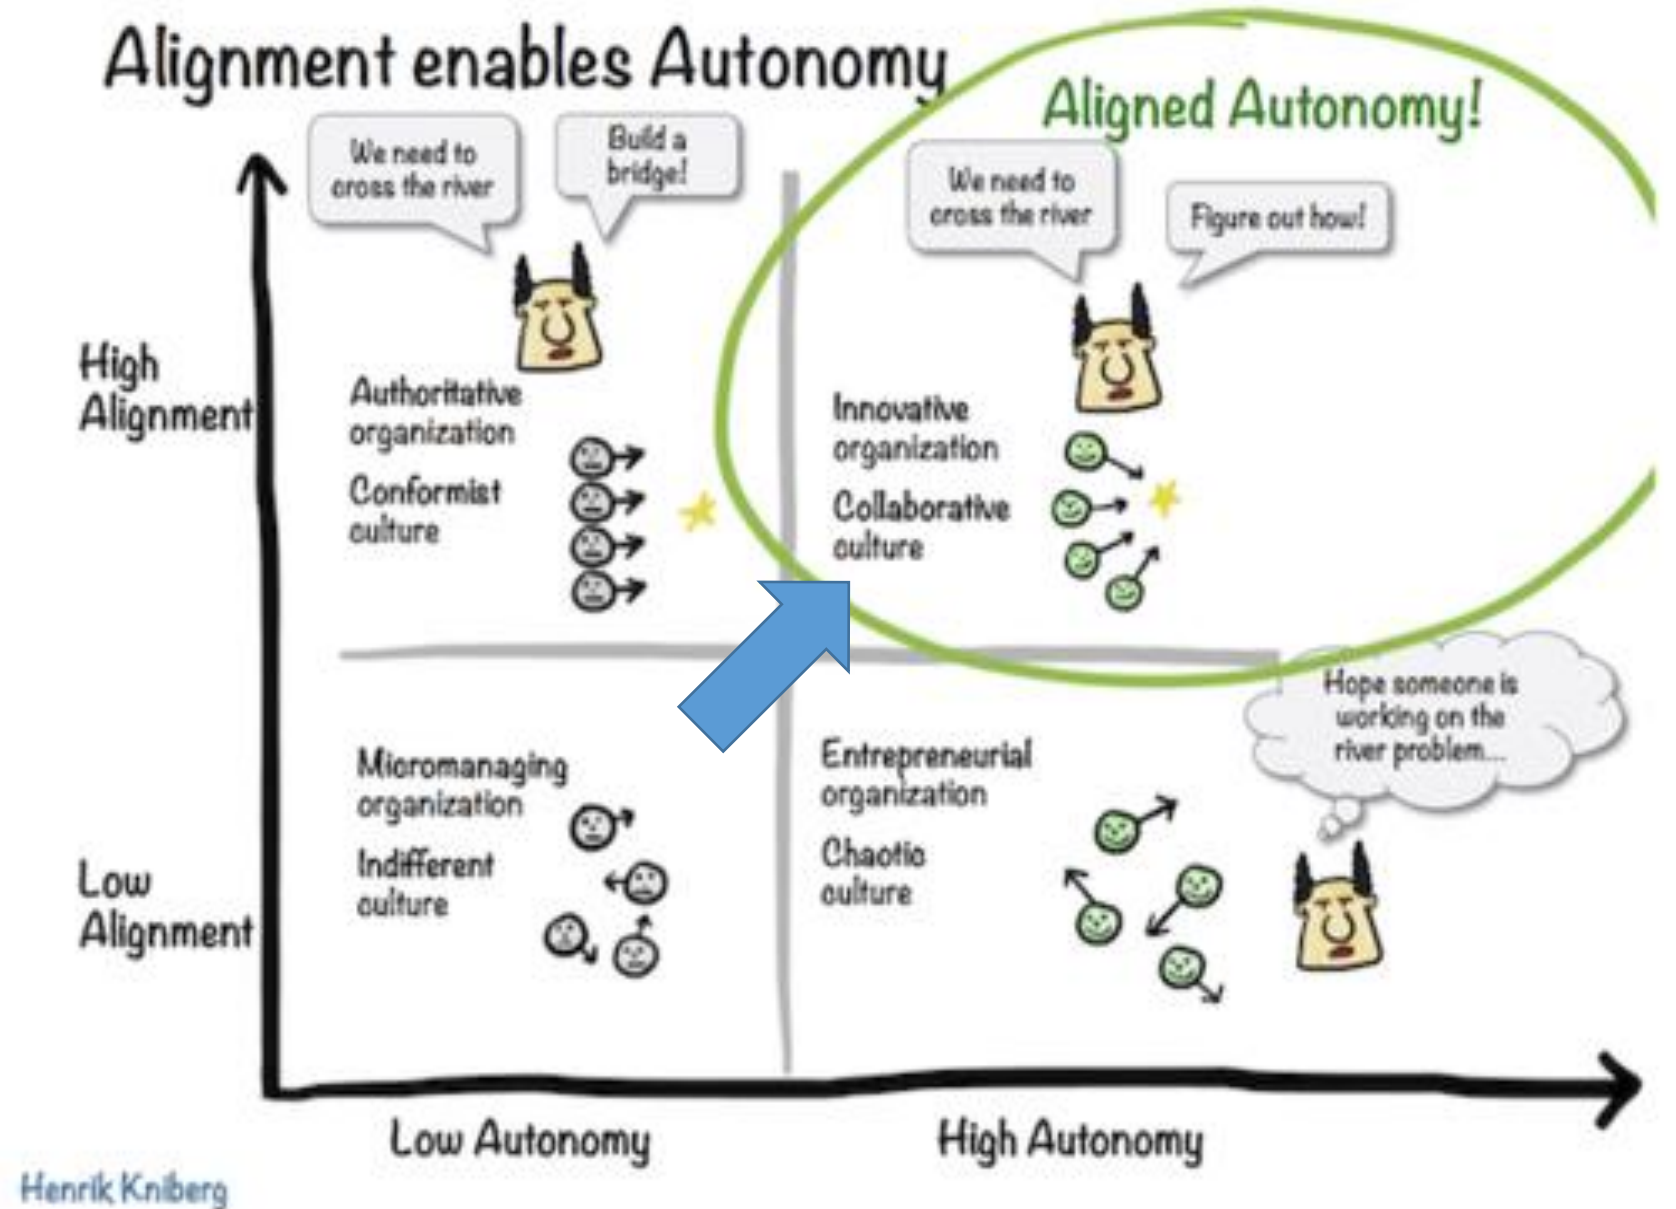 Alignment enables Autonomy
Aligned Autonomy!
We need to
cross the river
Build a
bridge!
We need to
cross the river
Figure out how!
High
Alignment
Authoritative
organization
Conformist
culture
Innovative
organization
Collaborative
culture
Hope someone is
working on the
river problem...
Low
Alignment
Micromanaging
organization
Indifferent
culture
Entrepreneurial
organization
Chaotic
culture
Low Autonomy
High Autonomy
Henrik Kniberg